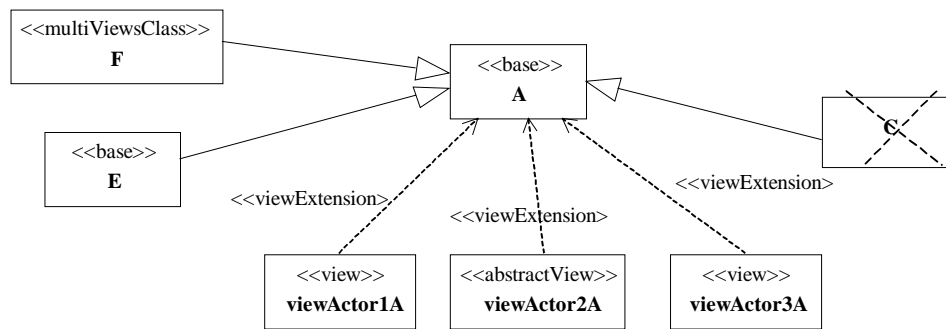 <<multiViewsClass>>
F
<<base>>
A
C
<<base>>
E
<<viewExtension>
<<viewExtension>
<<viewExtension>
<<view>>
viewActor1A
<<abstractView>>
viewActor2A
<<view>>
viewActor3A